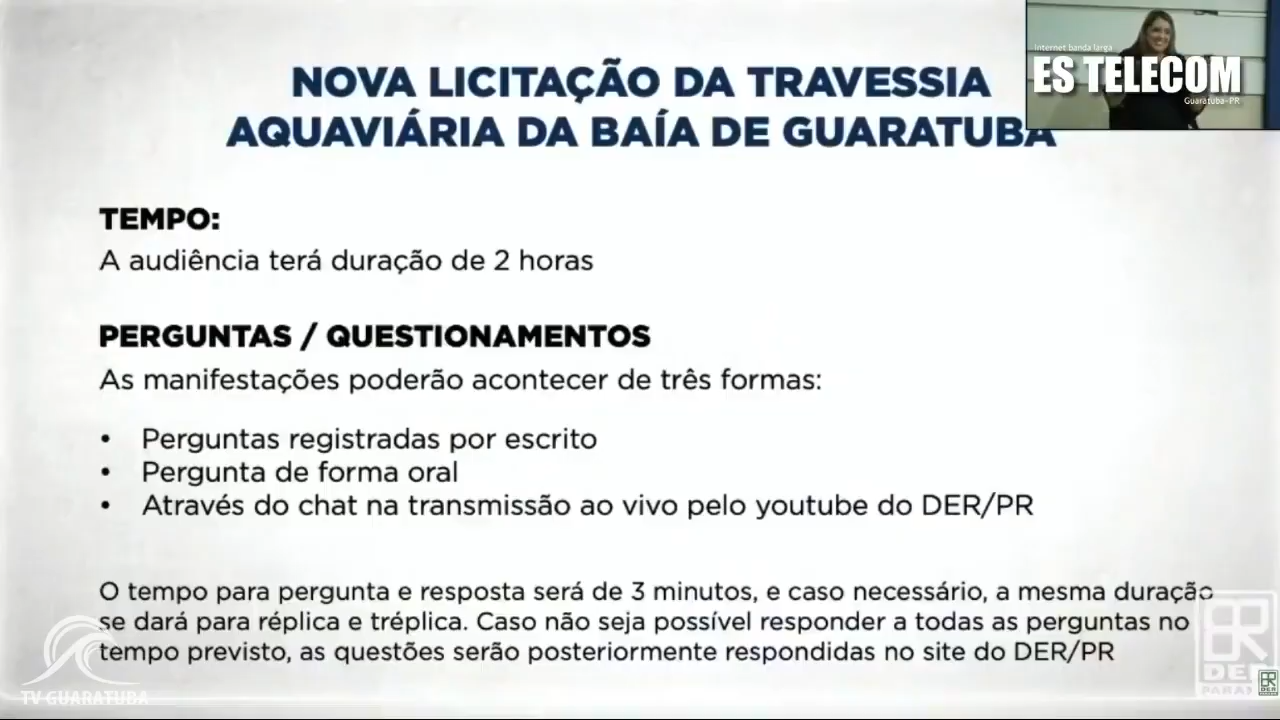 Internet banda larga
ES TELECOM
Guaratuba-PR
NOVA LICITAÇÃO DA TRAVESSIA
AQUAVIÁRIA DA BAÍA DE GUARATUBA
TEMPO:
A audiência terá duração de 2 horas
PERGUNTAS / QUESTIONAMENTOS
As manifestações poderão acontecer de três formas:
• Perguntas registradas por escrito
• Pergunta de forma oral
• Através do chat na transmissão ao vivo pelo youtube do DER/PR
O tempo para pergunta e resposta será de 3 minutos, e caso necessário, a mesma duração
se dará para réplica e tréplica. Caso não seja possível responder a todas as perguntas no
tempo previsto, as questões serão posteriormente respondidas no site do DER/PR
TV GUARATUBA
DER
PARANÁ